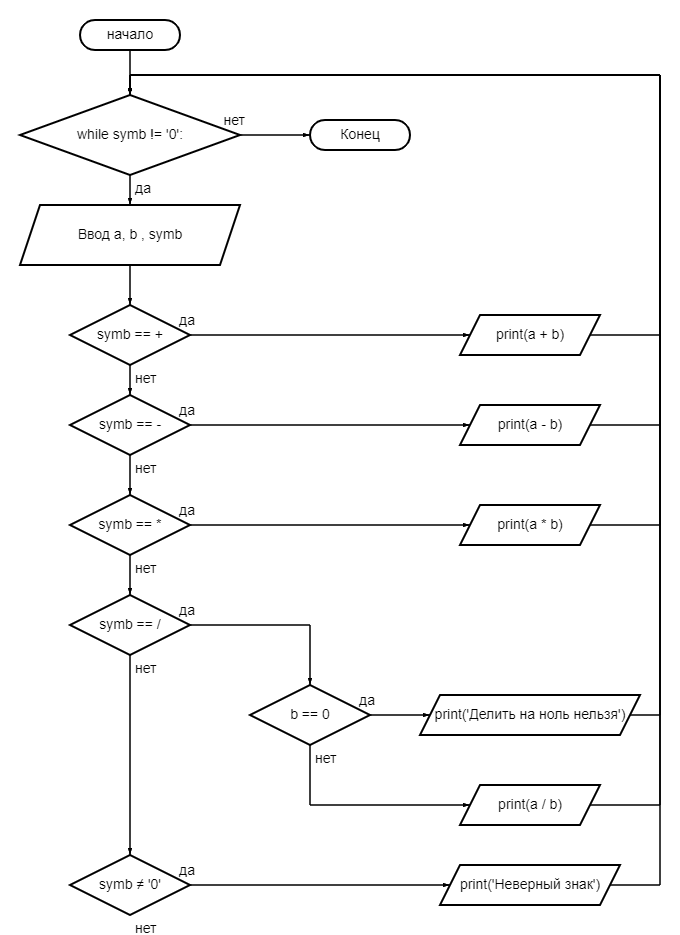 начало
while symb != '0':
нет
Конец
да
Ввод a, b , symb
да
symb == +
print(a + b)
нет
да
symb == -
print(a - b)
нет
да
symb == *
print(a * b)
нет
да
symb == /
нет
да
b == 0
print('Делить на ноль нельзя')
нет
print(a / b)
да
symb ≠ '0'
print('Неверный знак')
нет